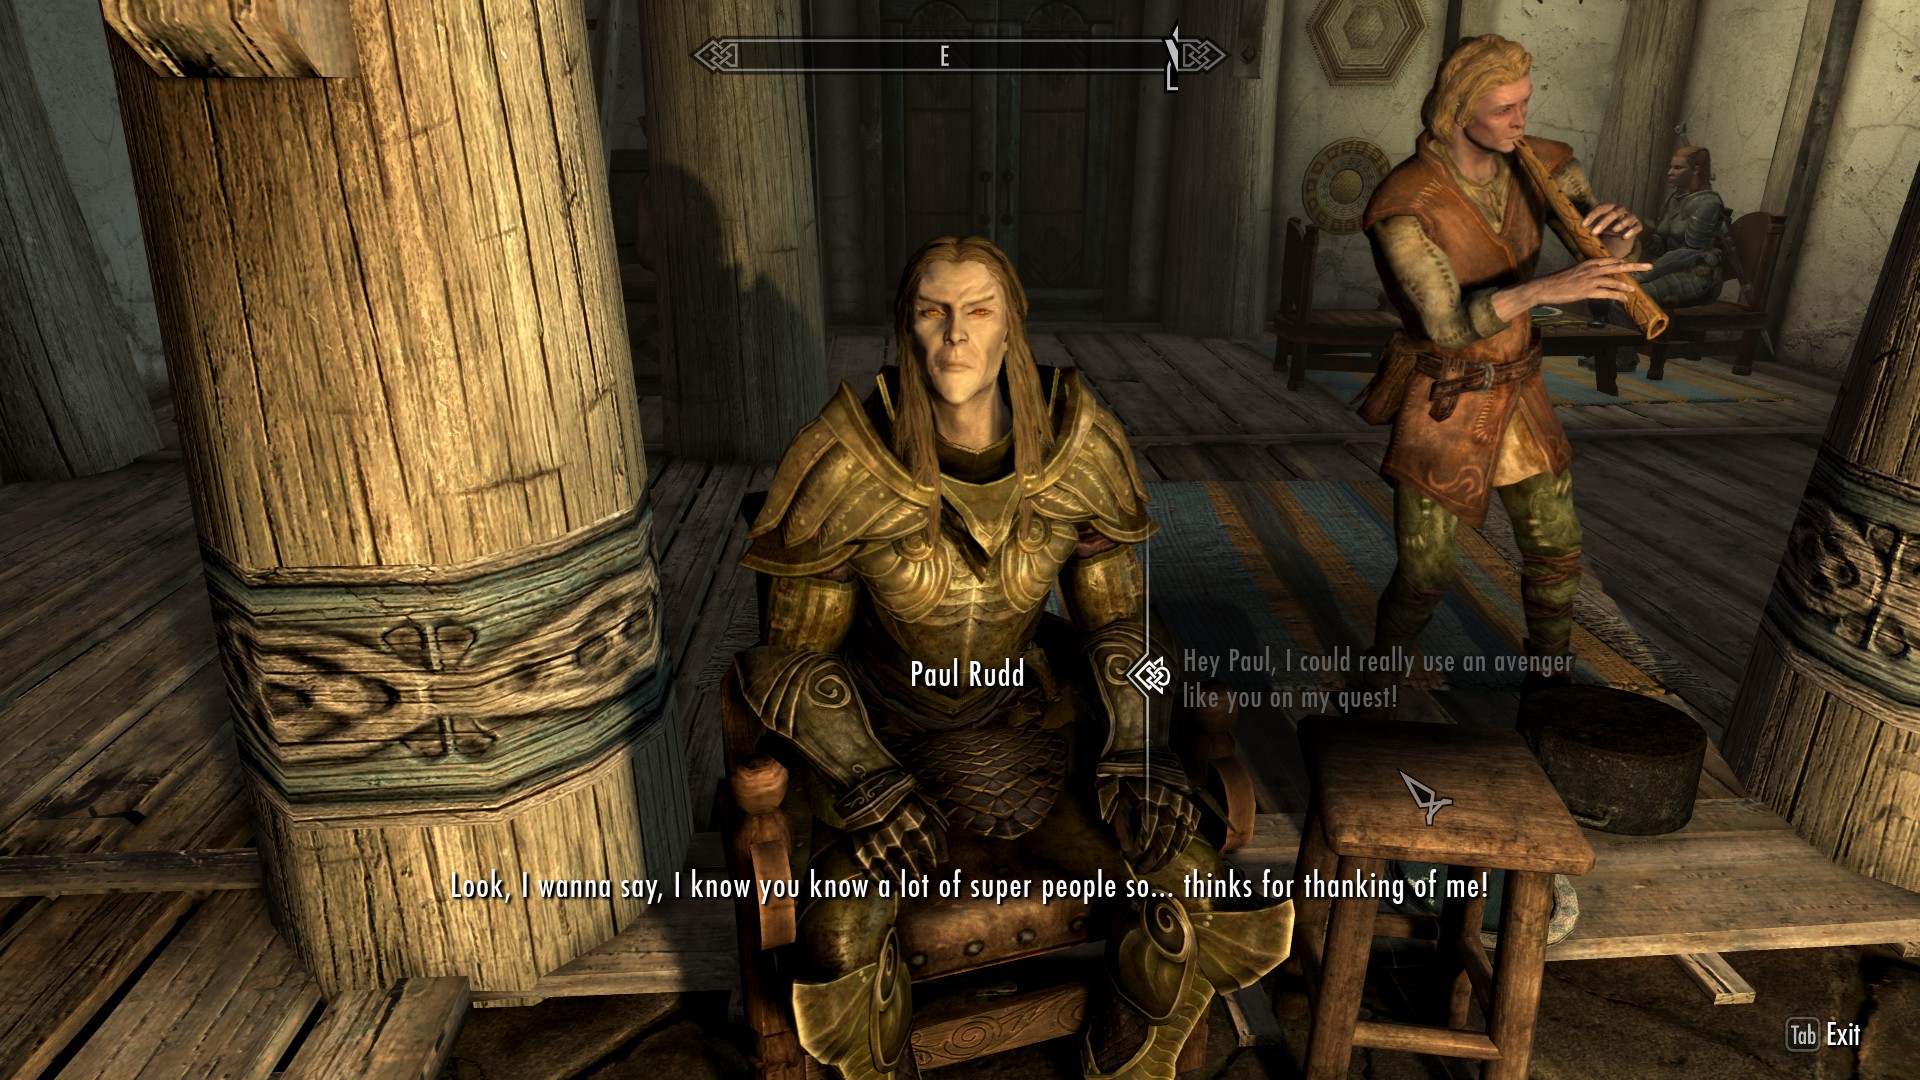 E
Paul Rudd
Hey Paul, I could really use an avenger
like you on my quest!
Look, I wanna say, I know you know a lot of super people so... thinks for thanking of me!
Tab Exit